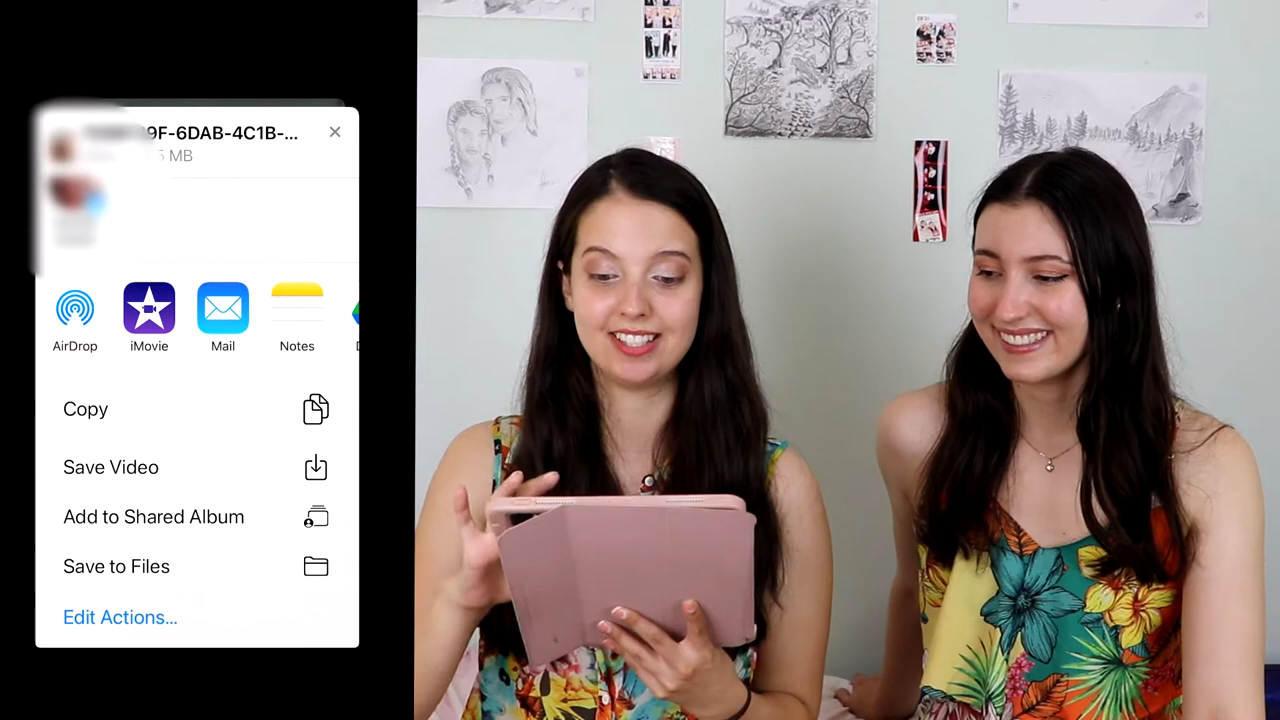 9F-6DAB-4C1B-...
5 MB
AirDrop
iMovie
Mail
Notes
Copy
Save Video
Add to Shared Album
Save to Files
Edit Actions...